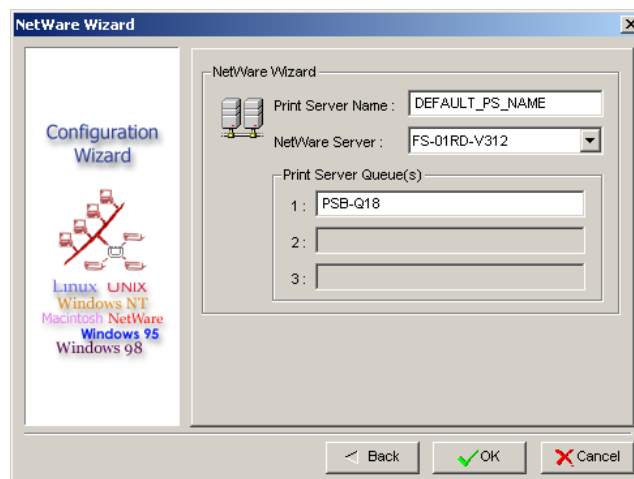 NetWare Wizard
Configuration
Wizard
Linux UNIX
Windows NT
Macintosh NetWare
Windows 95
Windows 98
NetWare Wizard
Print Server Name : DEFAULT_PS_NAME
NetWare Server : FS-01RD-V312
Print Server Queue(s)
1 : PSB-Q18
2 :
3 :
< Back
OK
Cancel